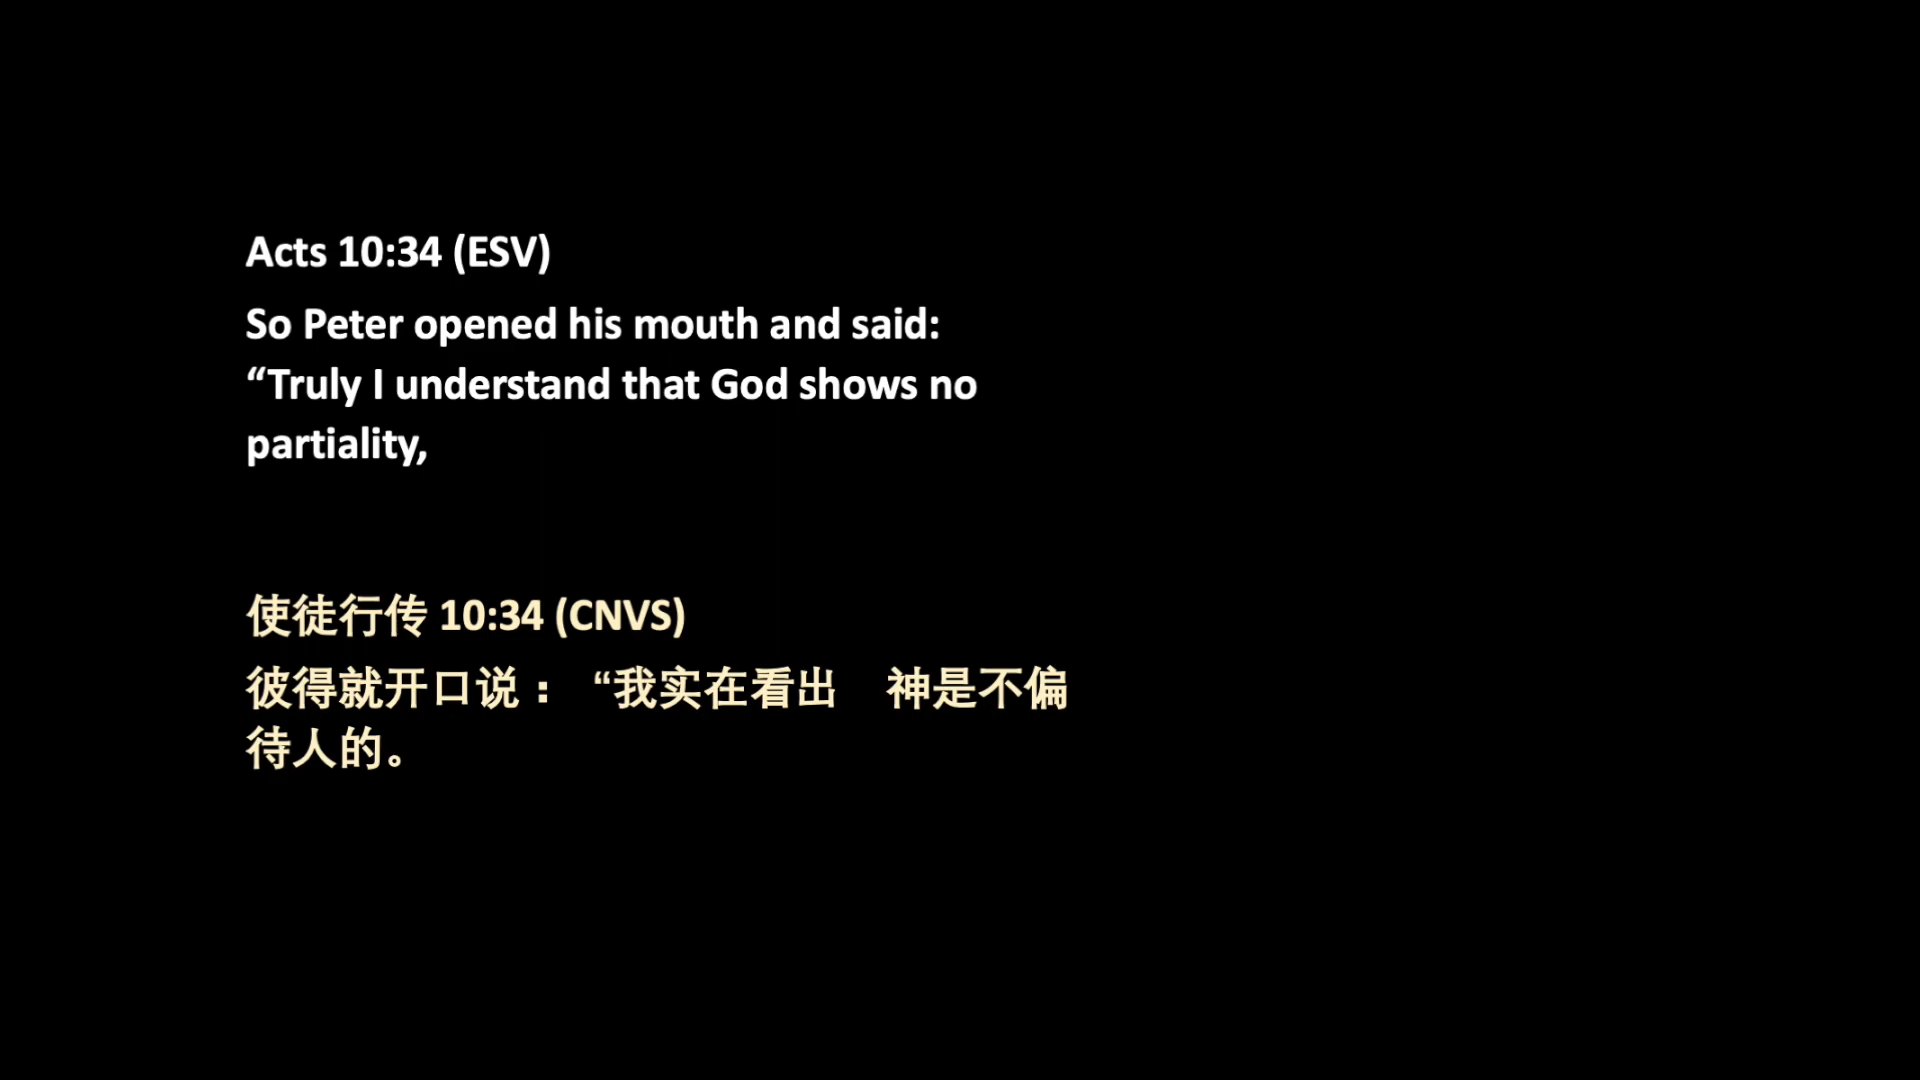 Acts 10:34 (ESV)
So Peter opened his mouth and said:
“Truly I understand that God shows no
partiality,
使徒行传 10:34 (CNVS)
彼得就开口说： “我实在看出　神是不偏
待人的。